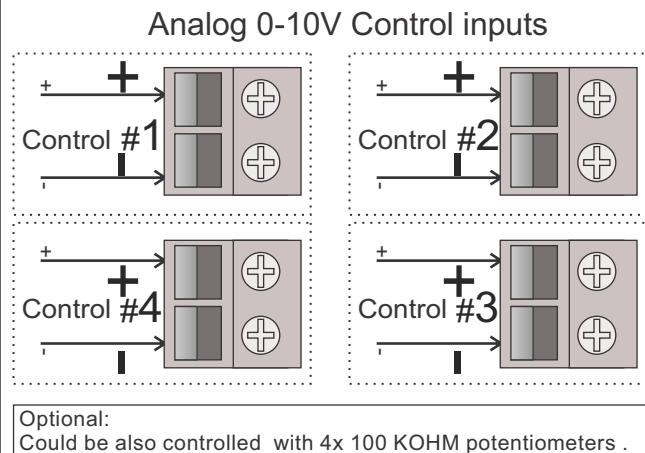 Analog 0-10V Control inputs
+ +
Control #1
- -
+ +
Control #2
- -
+ +
Control #4
- -
+ +
Control #3
- -
Optional:
Could be also controlled with 4x 100 KOHM potentiometers .